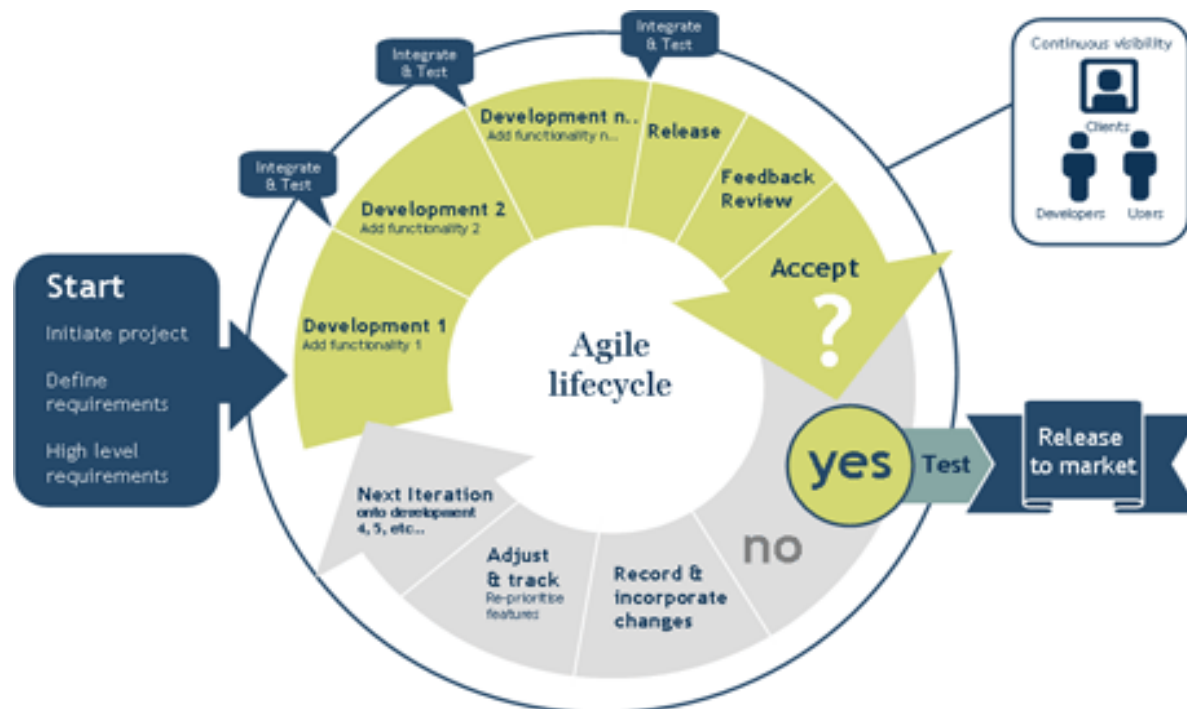 Start
Initiate project
Define
requirements
High level
requirements
Integrate
& Test
Integrate
& Test
Integrate
& Test
Development 1
Add functionality 1
Development 2
Add functionality 2
Development n..
Add functionality n...
Release
Feedback
Review
Accept
?
yes
Test
Release
to market
no
Record &
incorporate
changes
Adjust
& track
Re-prioritise
features
Next Iteration
onto development
4, 5, etc...
Agile
lifecycle
Continuous visibility
Clients
Developers Users